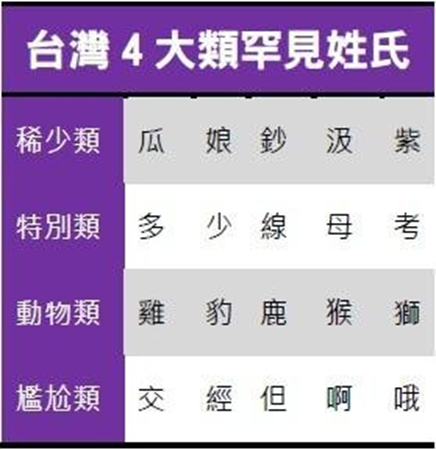 台灣4大類罕見姓氏
稀少類 瓜 娘 鈔 汲 紫
特別類 多 少 線 母 考
動物類 雞 豹 鹿 猴 獅
尷尬類 交 經 但 啊 哦